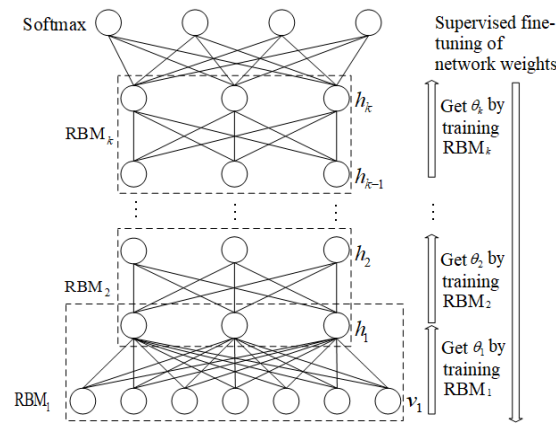 Softmax
Supervised fine-
tuning of
network weights
h_k
RBM_k
Get θ_k by
training
RBM_k
h_{k-1}
⋮ ⋮ ⋮ ⋮
h_2
RBM_2
Get θ_2 by
training
RBM_2
h_1
Get θ_1 by
training
RBM_1
RBM_1
v_1